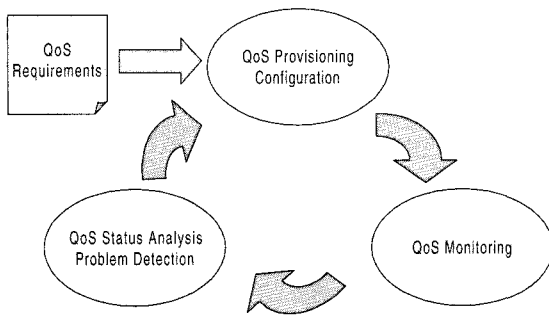 QoS
Requirements
QoS Provisioning
Configuration
QoS Status Analysis
Problem Detection
QoS Monitoring